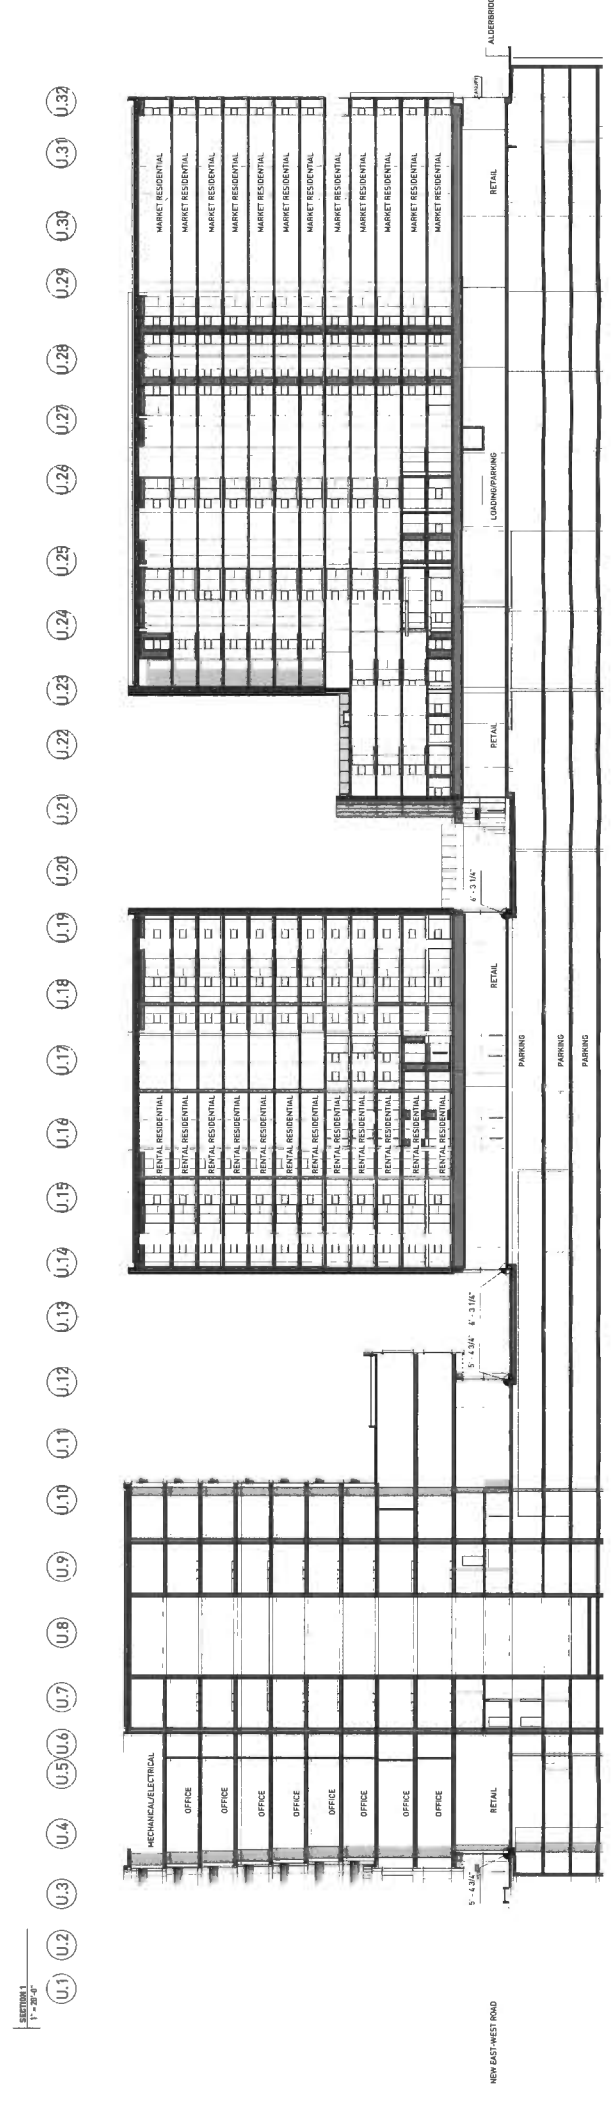 SECTION 1
1" = 20'-0"
U.1 U.2 U.3 U.4 U.5 U.6 U.7 U.8 U.9 U.10 U.11 U.12 U.13 U.14 U.15 U.16 U.17 U.18 U.19 U.20 U.21 U.22 U.23 U.24 U.25 U.26 U.27 U.28 U.29 U.30 U.31 U.32
MECHANICAL/ELECTRICAL
OFFICE
OFFICE
OFFICE
OFFICE
OFFICE
OFFICE
OFFICE
OFFICE
RENTAL RESIDENTIAL
RENTAL RESIDENTIAL
RENTAL RESIDENTIAL
RENTAL RESIDENTIAL
RENTAL RESIDENTIAL
RENTAL RESIDENTIAL
RENTAL RESIDENTIAL
RENTAL RESIDENTIAL
RENTAL RESIDENTIAL
RENTAL RESIDENTIAL
RENTAL RESIDENTIAL
RENTAL RESIDENTIAL
MARKET RESIDENTIAL
MARKET RESIDENTIAL
MARKET RESIDENTIAL
MARKET RESIDENTIAL
MARKET RESIDENTIAL
MARKET RESIDENTIAL
MARKET RESIDENTIAL
MARKET RESIDENTIAL
MARKET RESIDENTIAL
MARKET RESIDENTIAL
MARKET RESIDENTIAL
MARKET RESIDENTIAL
5' - 4 3/4"
5' - 4 3/4"
6' - 3 1/4"
6' - 3 1/4"
CANOPY
NEW EAST-WEST ROAD
RETAIL
RETAIL
RETAIL
LOADING/PARKING
RETAIL
ALDERBRIDG
PARKING
PARKING
PARKING